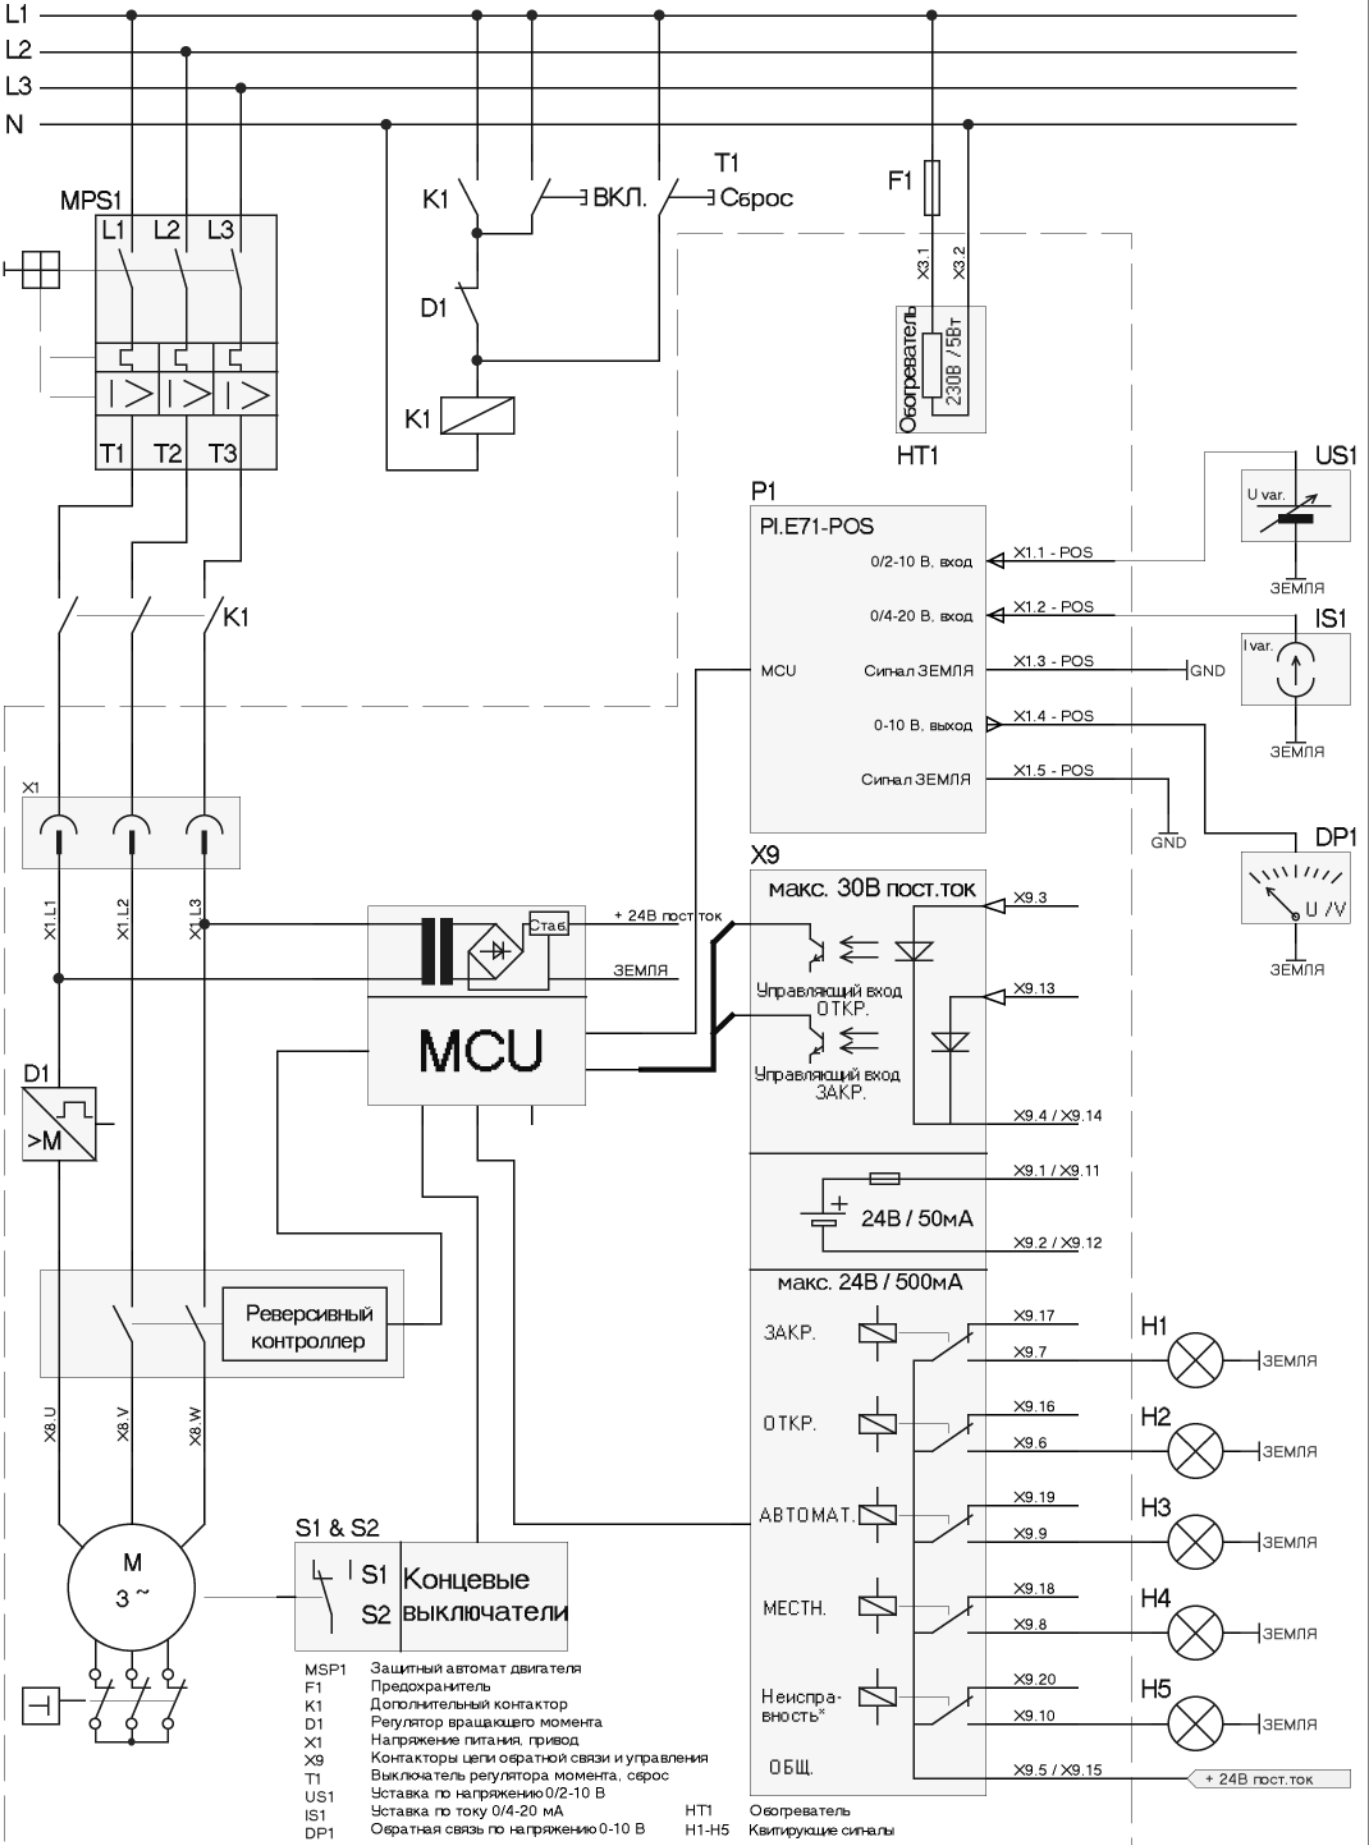 L1
L2
L3
N
MPS1
L1 L2 L3
T1 T2 T3
K1
ВКЛ.
T1
Сброс
D1
K1
F1
X3.1
X3.2
Обогреватель
230В / 5Вт
HT1
K1
P1
PI.E71-POS
0/2-10 В, вход
0/4-20 В, вход
MCU
Сигнал ЗЕМЛЯ
0-10 В, выход
Сигнал ЗЕМЛЯ
X1.1 - POS
X1.2 - POS
X1.3 - POS
GND
X1.4 - POS
X1.5 - POS
GND
US1
U var.
ЗЕМЛЯ
IS1
I var.
ЗЕМЛЯ
DP1
U /V
ЗЕМЛЯ
X1
X1.L1
X1.L2
X1.L3
Стаб.
+ 24В пост.ток
ЗЕМЛЯ
MCU
D1
>M
X9
макс. 30В пост.ток
X9.3
Управляющий вход
ОТКР.
X9.13
Управляющий вход
ЗАКР.
X9.4 / X9.14
X9.1 / X9.11
+
24В / 50мА
X9.2 / X9.12
макс. 24В / 500мА
ЗАКР.
X9.17
X9.7
H1
ЗЕМЛЯ
ОТКР.
X9.16
X9.6
H2
ЗЕМЛЯ
АВТОМАТ.
X9.19
X9.9
H3
ЗЕМЛЯ
МЕСТН.
X9.18
X9.8
H4
ЗЕМЛЯ
Неиспра-
вность*
X9.20
X9.10
H5
ЗЕМЛЯ
ОБЩ.
X9.5 / X9.15
+ 24В пост.ток
Реверсивный
контроллер
X8.U
X8.V
X8.W
M
3 ~
S1 & S2
S1
S2
Концевые
выключатели
MSP1 Защитный автомат двигателя
F1 Предохранитель
K1 Дополнительный контактор
D1 Регулятор вращающего момента
X1 Напряжение питания, привод
X9 Контакторы цепи обратной связи и управления
T1 Выключатель регулятора момента, сброс
US1 Уставка по напряжению 0/2-10 В
IS1 Уставка по току 0/4-20 мА
DP1 Обратная связь по напряжению 0-10 В
HT1 Обогреватель
H1-H5 Квитирующие сигналы